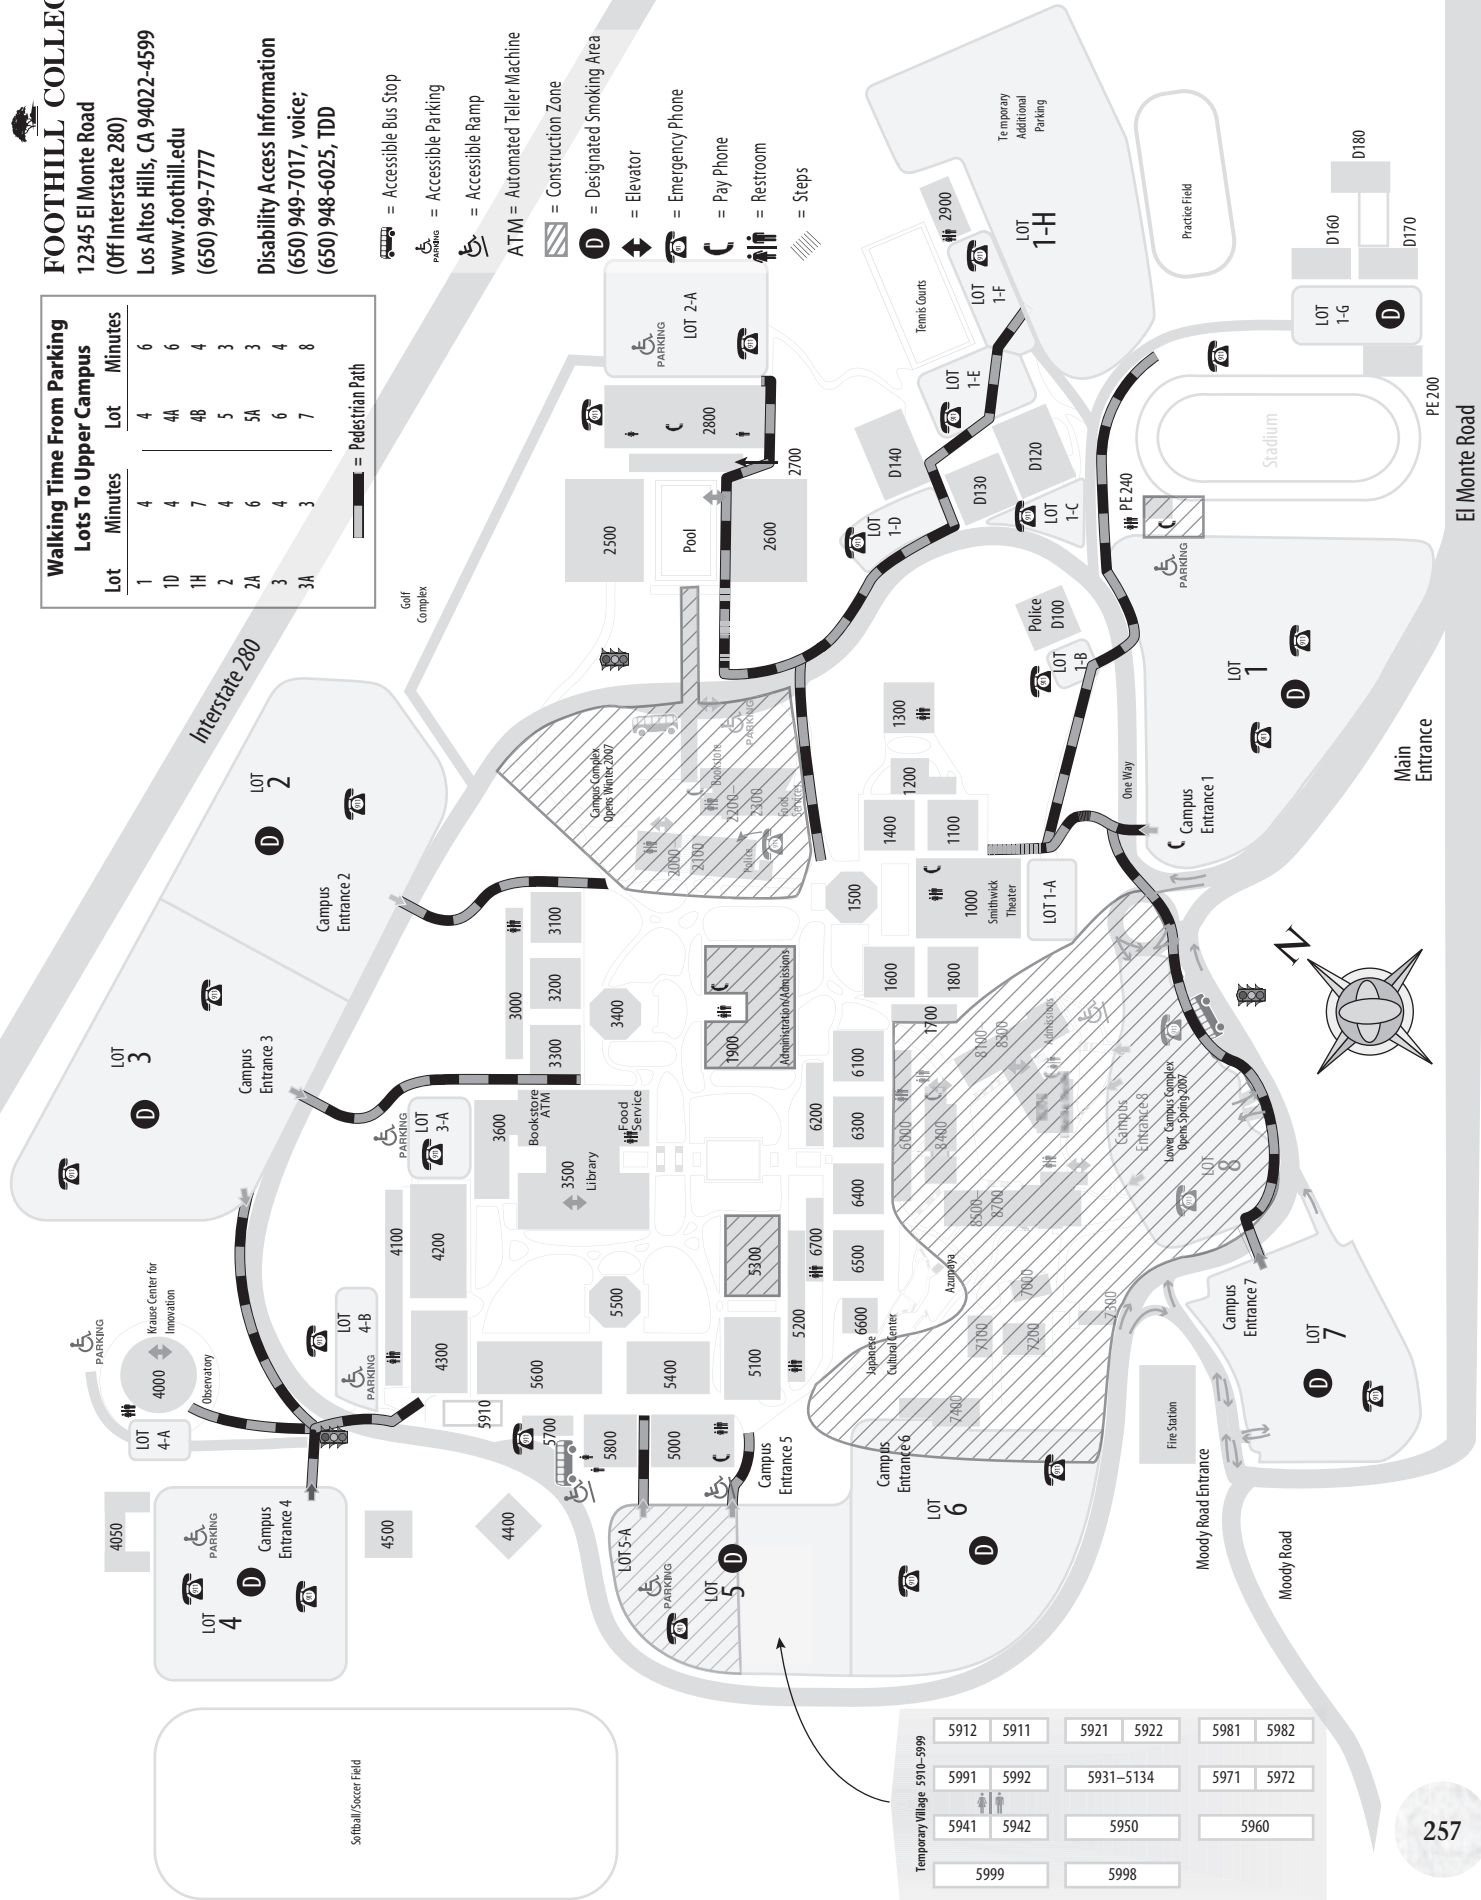 FOOTHILL COLLEG
12345 El Monte Road
(Off Interstate 280)
Los Altos Hills, CA 94022-4599
www.foothill.edu
(650) 949-7777
Disability Access Information
(650) 949-7017, voice;
(650) 948-6025, TDD
= Accessible Bus Stop
PARKING = Accessible Parking
= Accessible Ramp
ATM = Automated Teller Machine
= Construction Zone
D = Designated Smoking Area
= Elevator
911 = Emergency Phone
= Pay Phone
= Restroom
= Steps
Walking Time From Parking
Lots To Upper Campus
Lot Minutes Lot Minutes
1 4 4 6
1D 4 4A 6
1H 7 4B 4
2 4 5 3
2A 6 5A 3
3 4 6 4
3A 3 7 8
= Pedestrian Path
Interstate 280
Golf
Complex
LOT
2
D
Campus
Entrance 2
LOT
3
D
Campus
Entrance 3
PARKING
LOT 2-A
2800
2700
2500
Pool
2600
Campus Complex
Opens Winter 2007
PARKING
Bookstore
2200–
2300
Food
Services
2000
2100
Police
Temporary
Additional
Parking
LOT
1-H
2900
Tennis Courts
LOT
1-F
LOT
1-E
D140
D130
D120
LOT
1-D
LOT
1-C
Practice Field
D180
D160
D170
LOT
1-G
D
PE 200
Stadium
PE 240
PARKING
El Monte Road
Police
D100
LOT
1-B
LOT
1
D
Main
Entrance
One Way
Campus
Entrance 1
1300
1200
1400
1100
1500
1000
Smithwick
Theater
LOT 1-A
1600
1800
1700
3100
3200
3000
3300
3400
1900
Administration/Admissions
Bookstore
ATM
Food
Service
3600
3500
Library
PARKING
LOT
3-A
6100
6200
6300
6400
6700
6500
6600
5300
5200
5100
5400
5500
5600
4100
4200
4300
LOT
4-B
PARKING
PARKING
Krause Center for
Innovation
4000
Observatory
LOT
4-A
4050
Campus
Entrance 4
PARKING
D
LOT
4
4500
4400
5910
5700
5800
5000
Campus
Entrance 5
LOT 5-A
PARKING
LOT
5
D
Campus
Entrance 6
LOT
6
D
Japanese
Cultural Center
Azumaya
Admissions
8100
8300
6000
8400
8500–
8700
Campus
Entrance 8
Lower Campus Complex
Opens Spring 2007
LOT
8
7000
7100
7200
7300
7400
Campus
Entrance 7
LOT
7
D
Fire Station
Moody Road Entrance
Moody Road
N
Softball/Soccer Field
Temporary Village 5910–5999
5912 5911 5921 5922 5981 5982
5991 5992 5931–5134 5971 5972
5941 5942 5950 5960
5999 5998
257